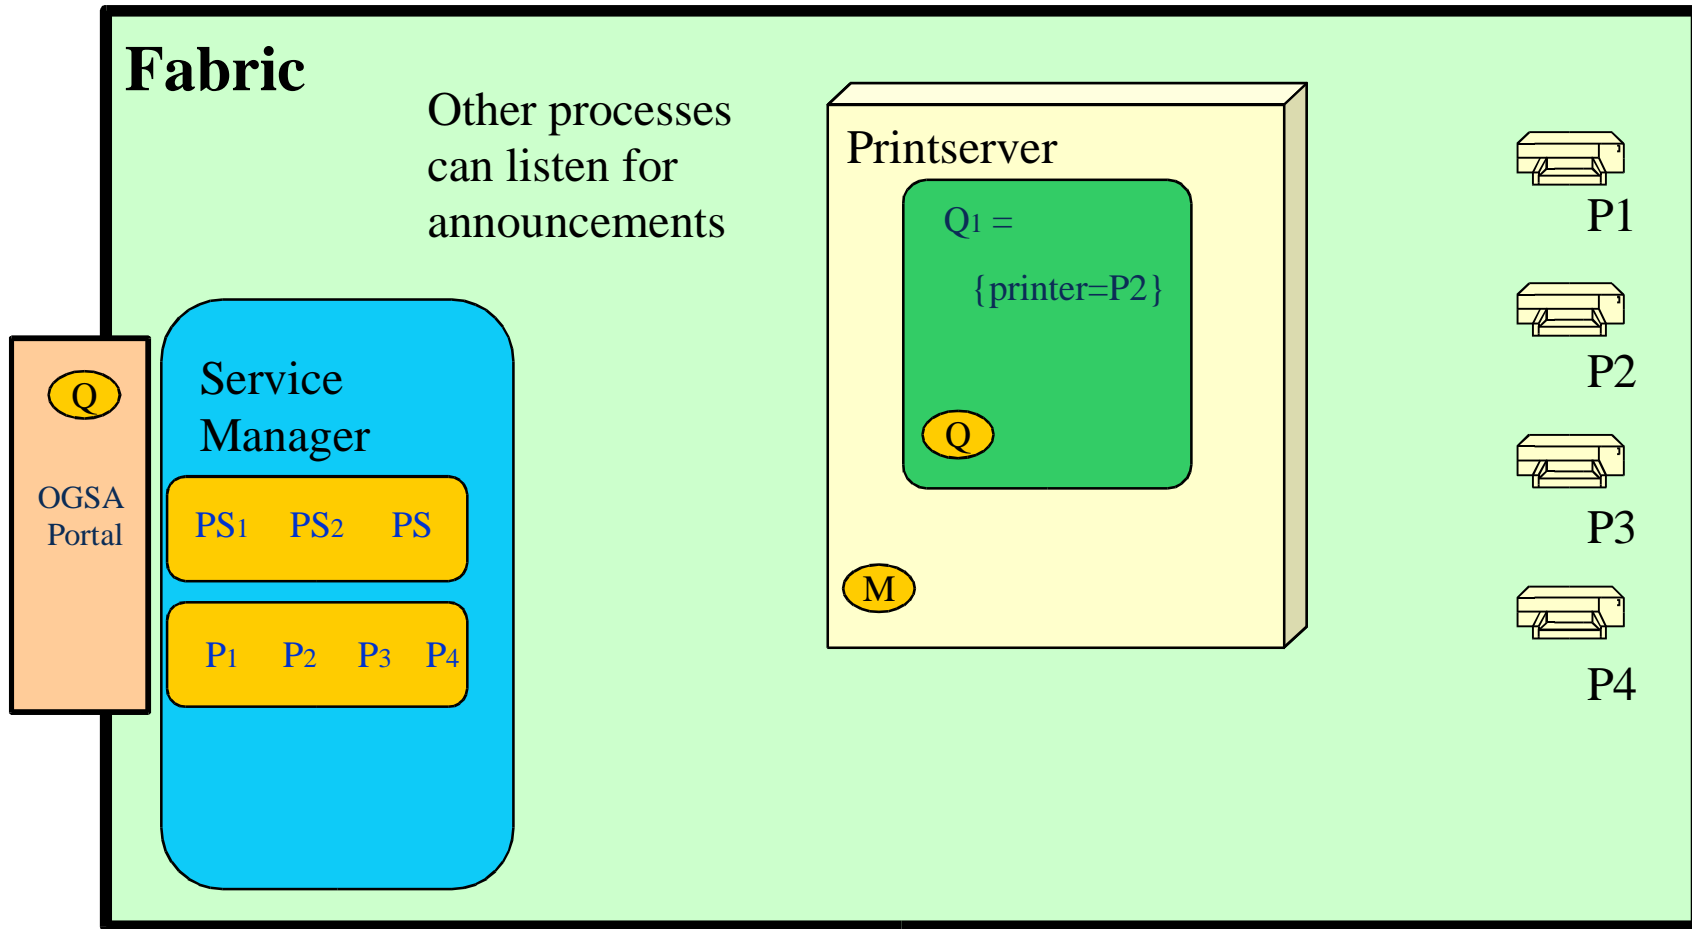 Fabric
Other processes
can listen for
announcements
Printserver
Q1 =
{printer=P2}
Q
M
P1
P2
P3
P4
Q
OGSA
Portal
Service
Manager
PS1 PS2 PS
P1 P2 P3 P4